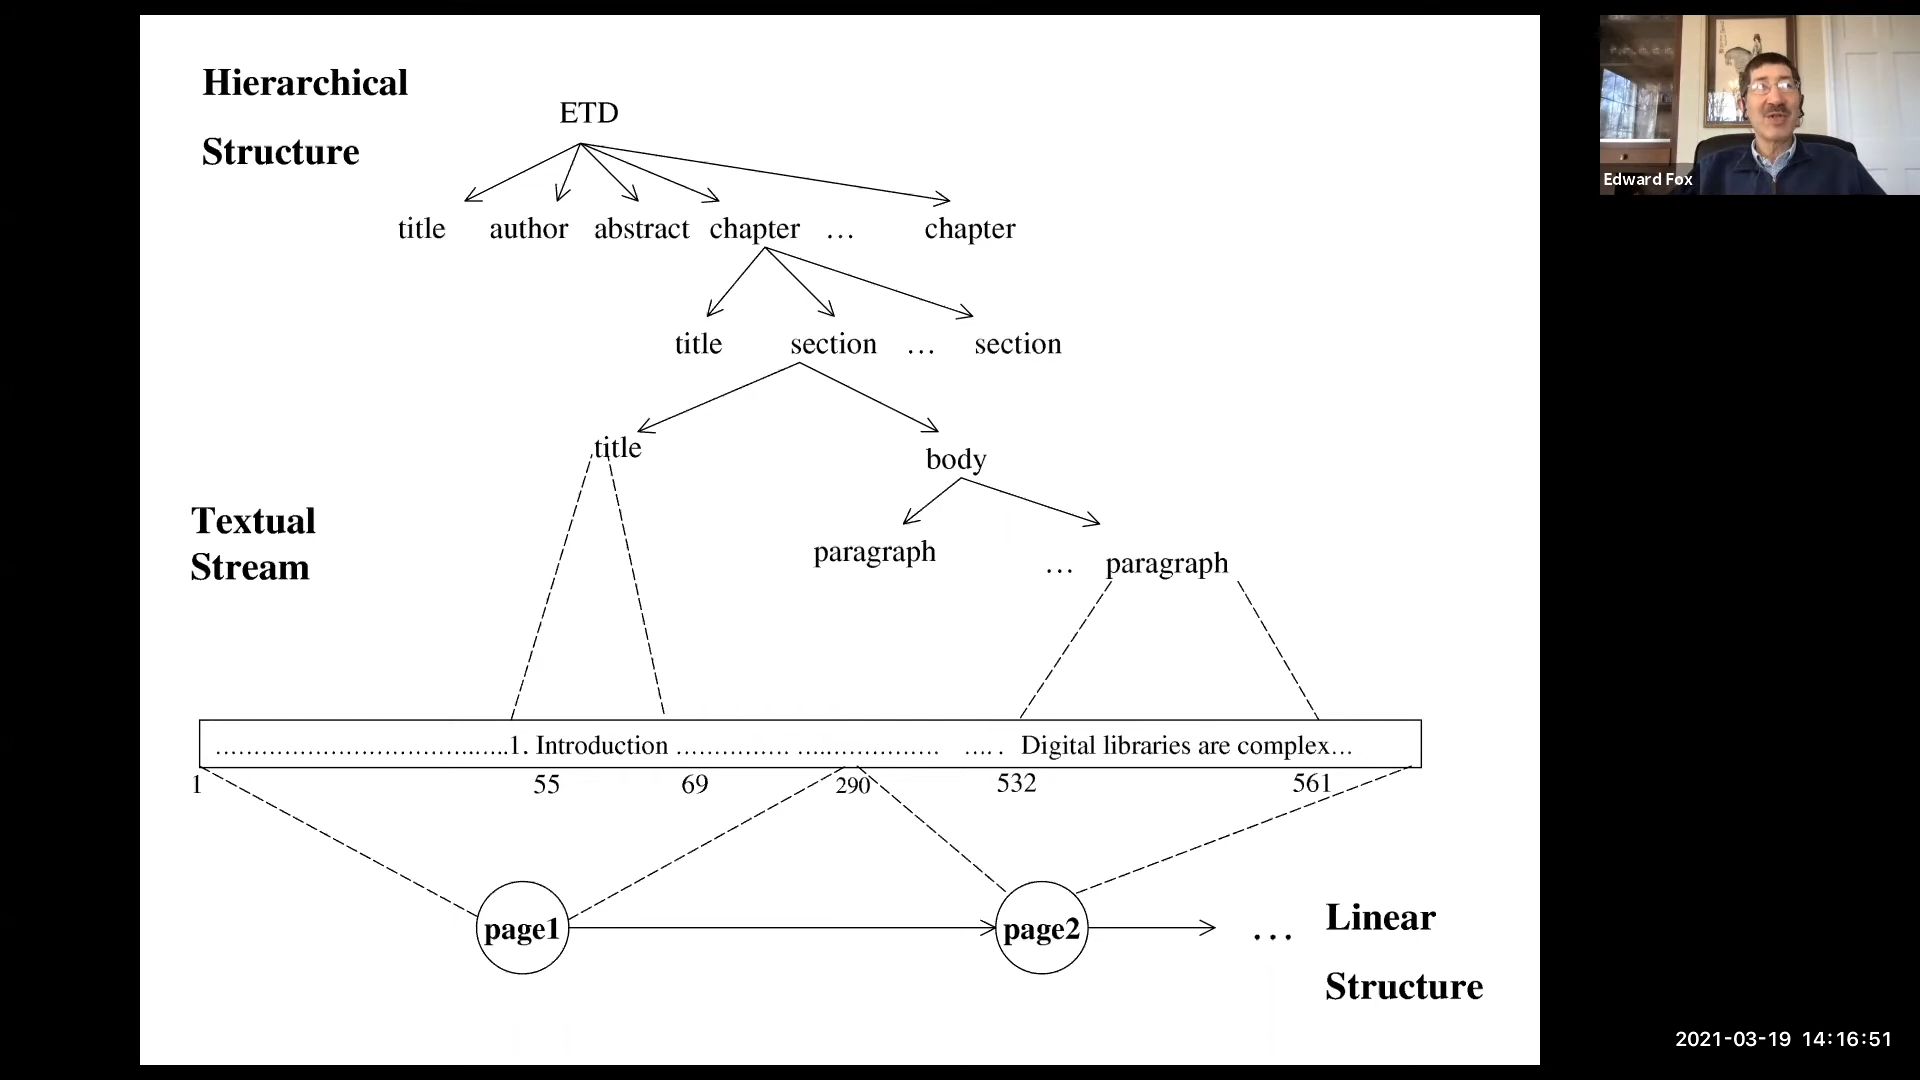 Hierarchical
Structure
ETD
title author abstract chapter … chapter
title section … section
title
body
Textual
Stream
paragraph … paragraph
……………………………….…..1. Introduction …………… …..…………… ….. Digital libraries are complex…
1 55 69 290 532 561
page1 page2 … Linear
Structure
Edward Fox
2021-03-19 14:16:51